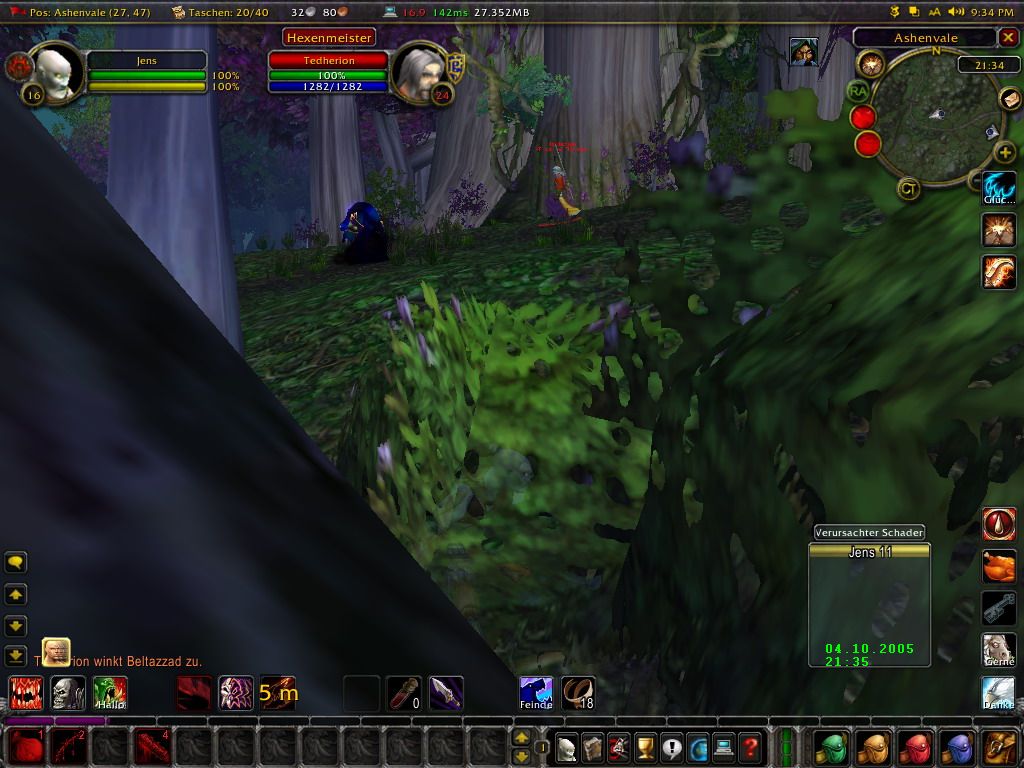 Pos: Ashenvale (27, 47) Taschen: 20/40 32 80 16.9 142ms 27.352MB AA 9:34 PM
Hexenmeister
Ashenvale
N
Jens
Tedherion
21:34
100%
100%
100%
1282/1282
16
24
RA
CT
Gerne
Verursachter Schader
Jens 11
04.10.2005
21:35
rion winkt Beltazzad zu.
Hallo
5 m
0
Feinde
18
Danke
1
2
4
1